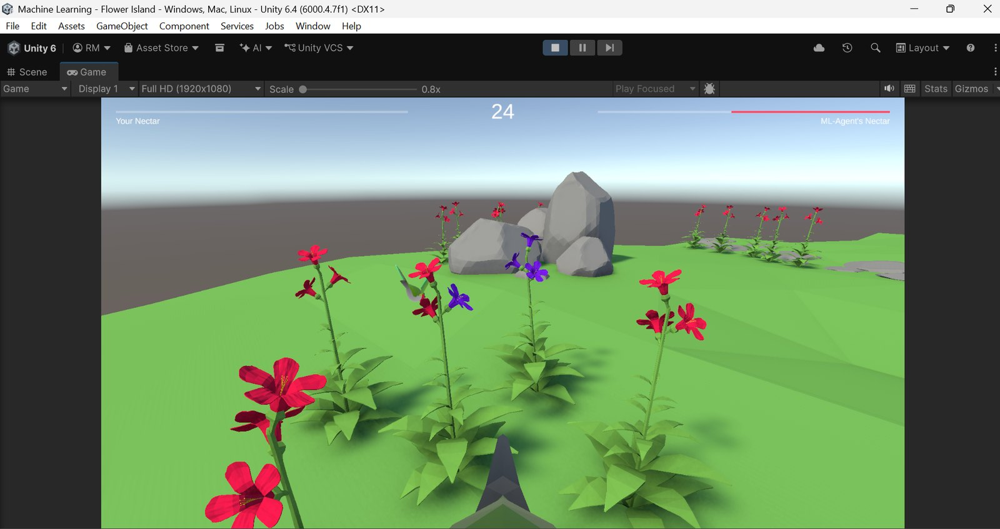 Machine Learning - Flower Island - Windows, Mac, Linux - Unity 6.4 (6000.4.7f1) <DX11>
File Edit Assets GameObject Component Services Jobs Window Help
Unity 6 RM Asset Store AI Unity VCS Layout
Scene Game
Game Display 1 Full HD (1920x1080) Scale 0.8x Play Focused Stats Gizmos
24
Your Nectar ML-Agent's Nectar